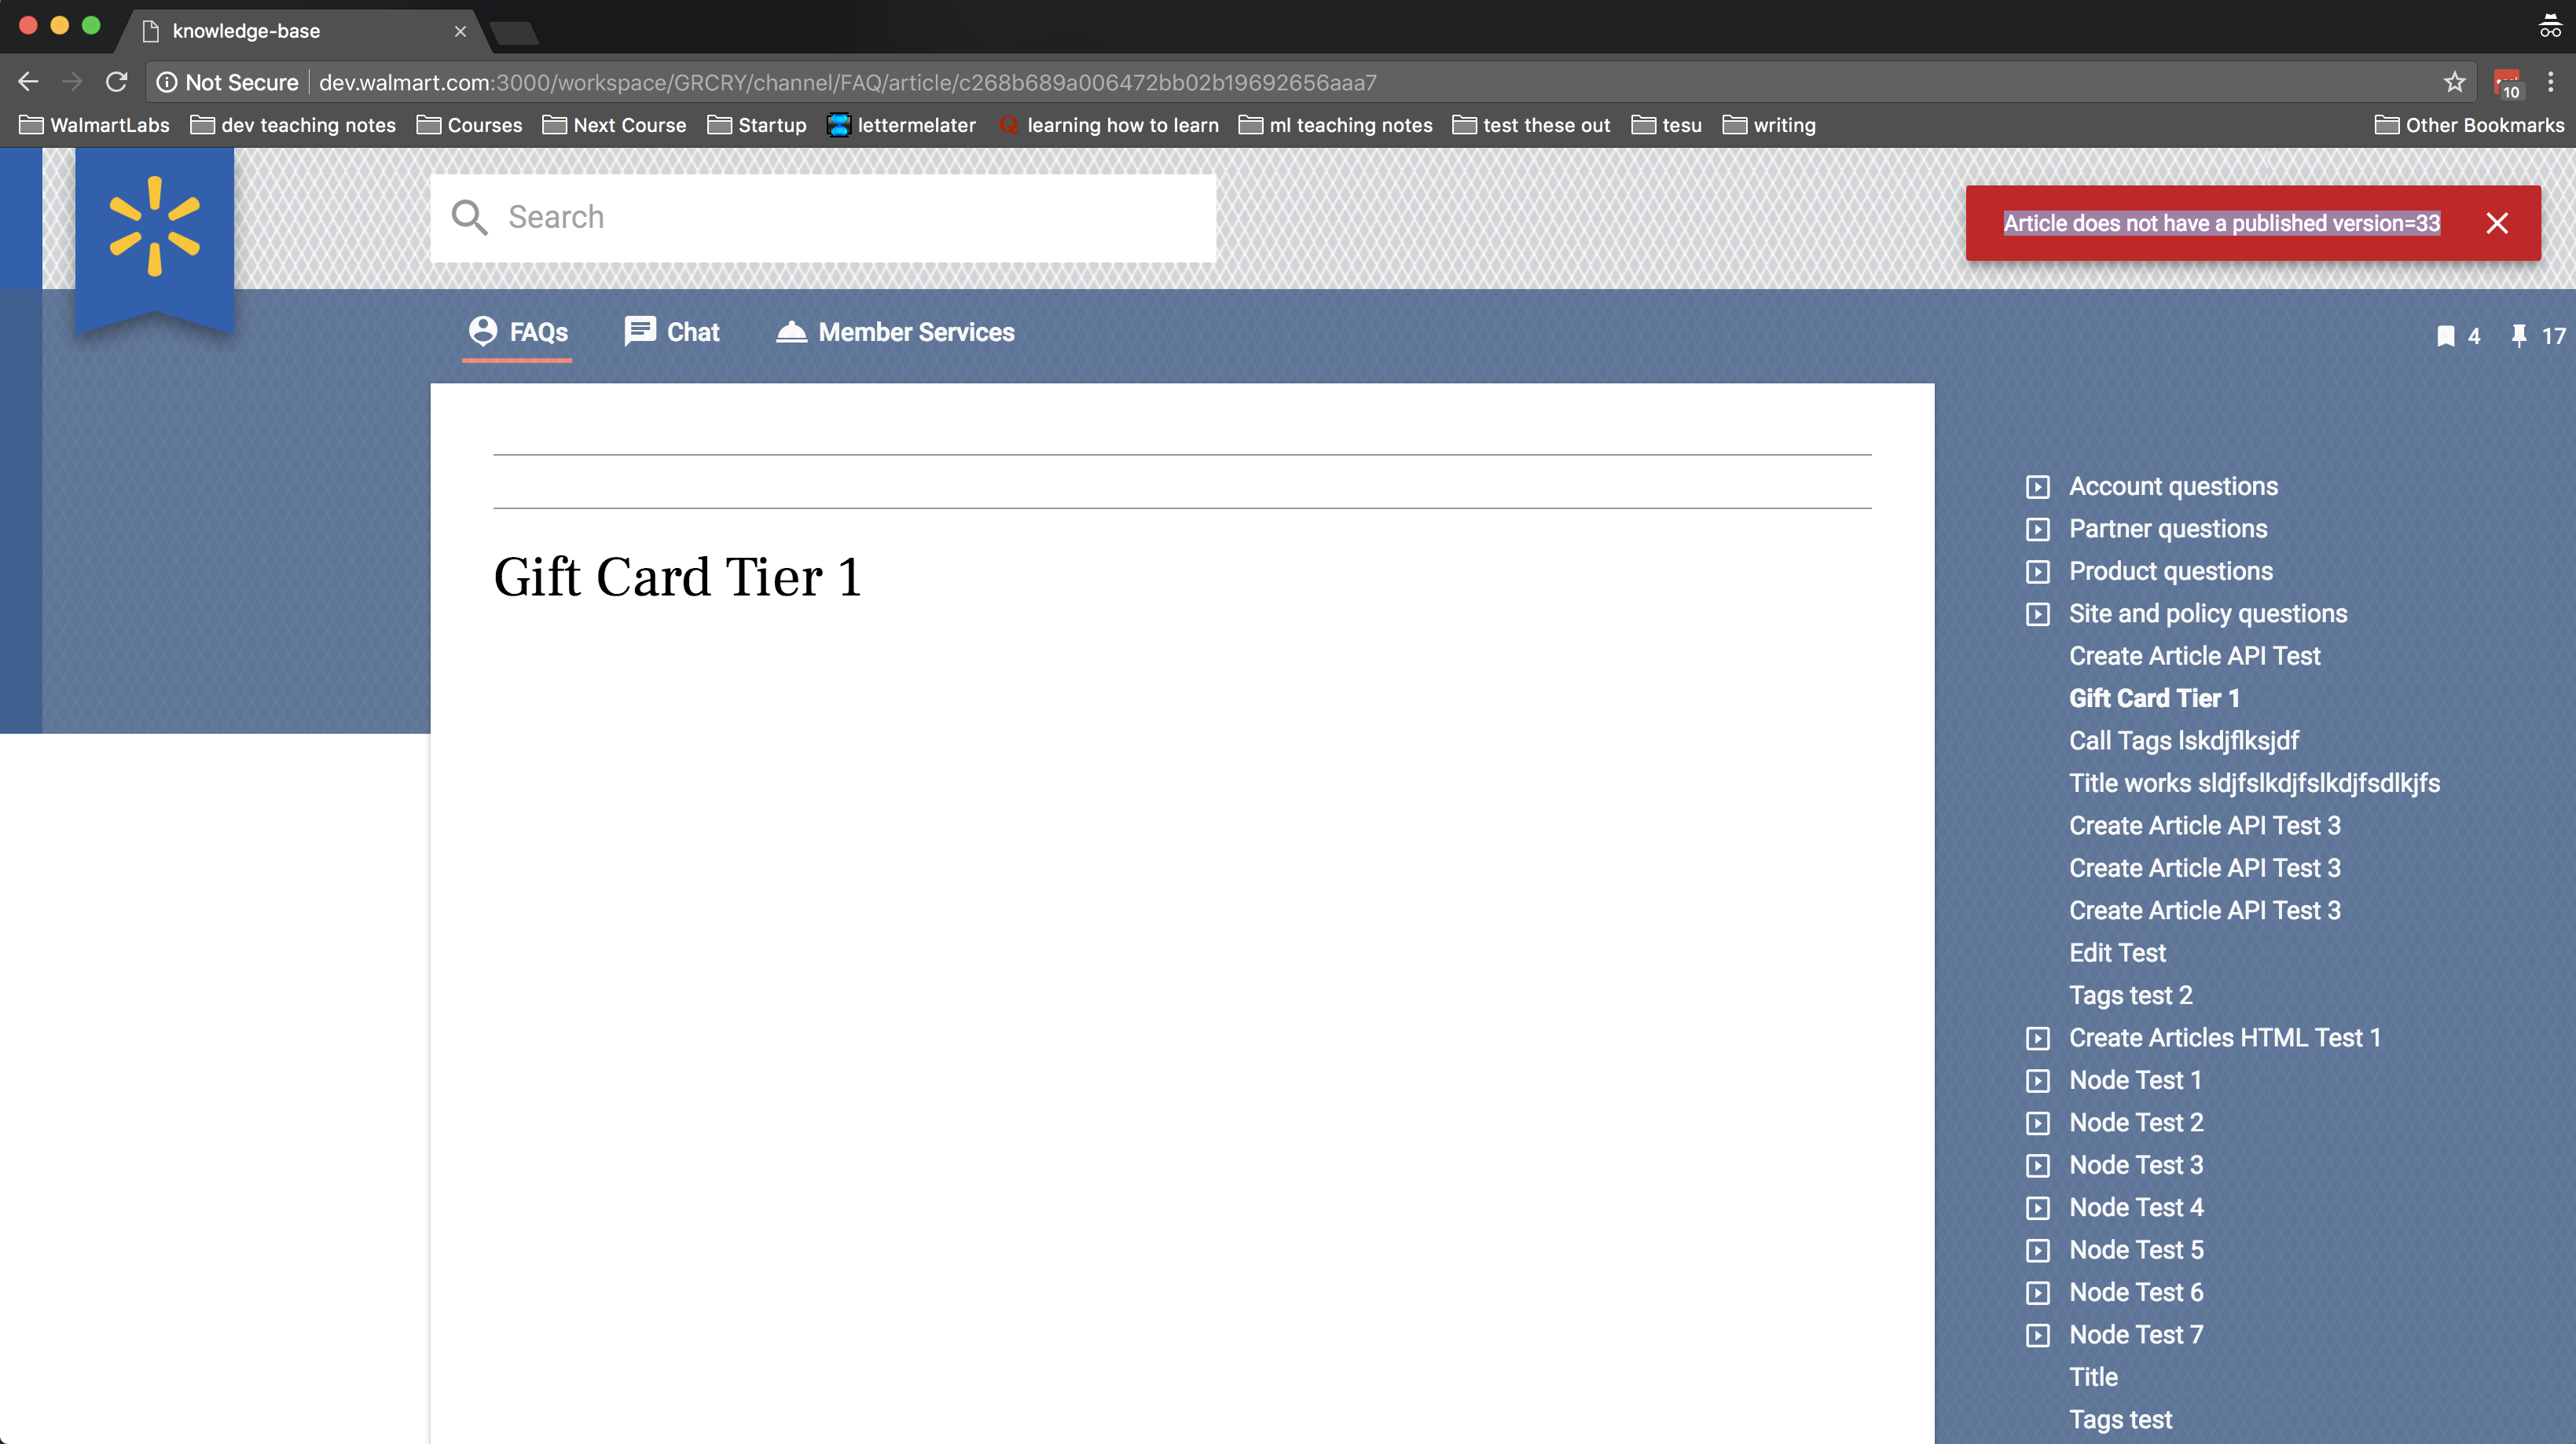 knowledge-base
Not Secure dev.walmart.com:3000/workspace/GRCRY/channel/FAQ/article/c268b689a006472bb02b19692656aaa7
10
WalmartLabs dev teaching notes Courses Next Course Startup lettermelater learning how to learn ml teaching notes test these out tesu writing Other Bookmarks
Search
Article does not have a published version=33
FAQs Chat Member Services
4 17
Gift Card Tier 1
Account questions
Partner questions
Product questions
Site and policy questions
Create Article API Test
Gift Card Tier 1
Call Tags lskdjflksjdf
Title works sldjfslkdjfslkdjfsdlkjfs
Create Article API Test 3
Create Article API Test 3
Create Article API Test 3
Edit Test
Tags test 2
Create Articles HTML Test 1
Node Test 1
Node Test 2
Node Test 3
Node Test 4
Node Test 5
Node Test 6
Node Test 7
Title
Tags test